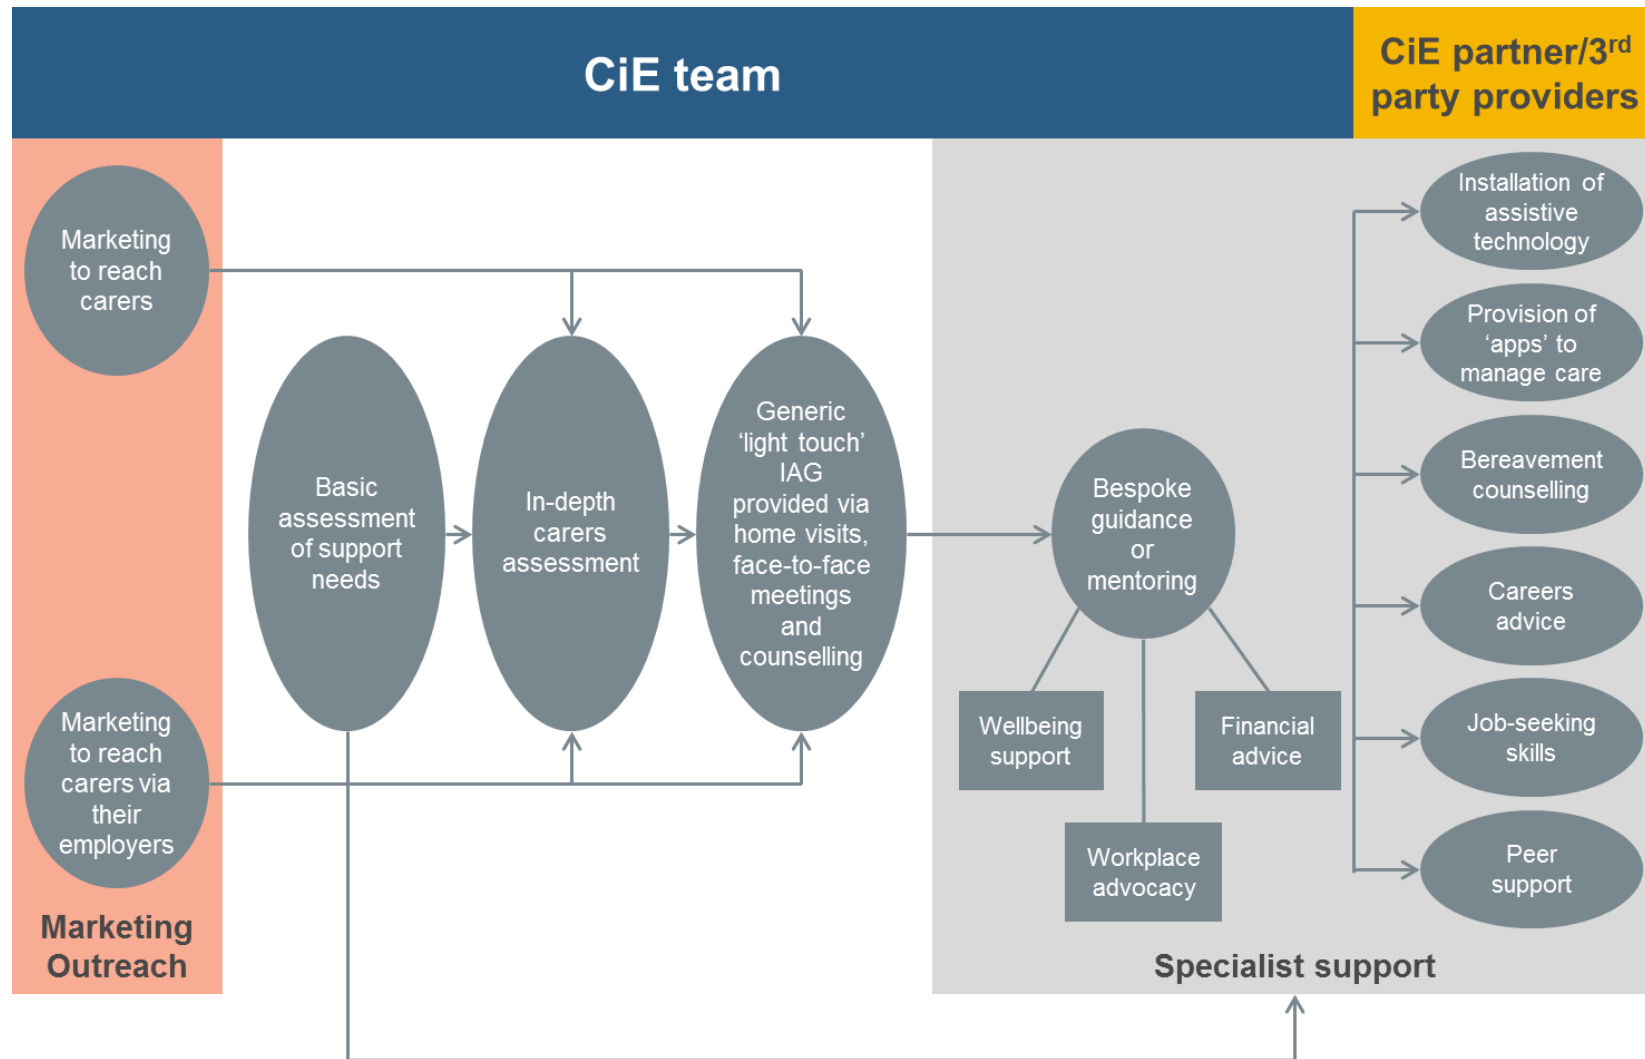 CiE team
CiE partner/3rd
party providers
Marketing
to reach
carers
Marketing
to reach
carers via
their
employers
Marketing
Outreach
Basic
assessment
of support
needs
In-depth
carers
assessment
Generic
‘light touch’
IAG
provided via
home visits,
face-to-face
meetings
and
counselling
Bespoke
guidance
or
mentoring
Wellbeing
support
Workplace
advocacy
Financial
advice
Installation of
assistive
technology
Provision of
‘apps’ to
manage care
Bereavement
counselling
Careers
advice
Job-seeking
skills
Peer
support
Specialist support